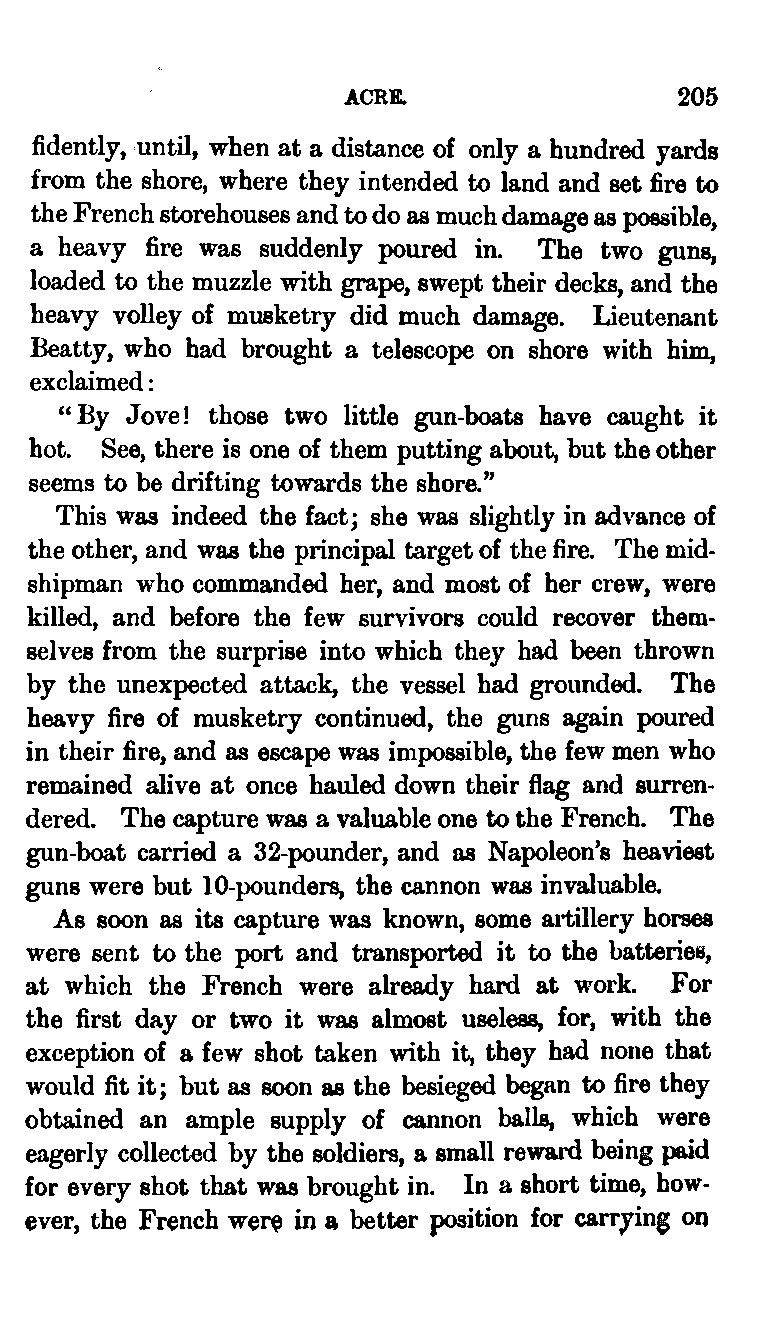 ACRE. 205
fidently, until, when at a distance of only a hundred yards
from the shore, where they intended to land and set fire to
the French storehouses and to do as much damage as possible,
a heavy fire was suddenly poured in. The two guns,
loaded to the muzzle with grape, swept their decks, and the
heavy volley of musketry did much damage. Lieutenant
Beatty, who had brought a telescope on shore with him,
exclaimed:
"By Jove! those two little gun-boats have caught it
hot. See, there is one of them putting about, but the other
seems to be drifting towards the shore."
This was indeed the fact; she was slightly in advance of
the other, and was the principal target of the fire. The mid-
shipman who commanded her, and most of her crew, were
killed, and before the few survivors could recover them-
selves from the surprise into which they had been thrown
by the unexpected attack, the vessel had grounded. The
heavy fire of musketry continued, the guns again poured
in their fire, and as escape was impossible, the few men who
remained alive at once hauled down their flag and surren-
dered. The capture was a valuable one to the French. The
gun-boat carried a 32-pounder, and as Napoleon's heaviest
guns were but 10-pounders, the cannon was invaluable.
As soon as its capture was known, some artillery horses
were sent to the port and transported it to the batteries,
at which the French were already hard at work. For
the first day or two it was almost useless, for, with the
exception of a few shot taken with it, they had none that
would fit it; but as soon as the besieged began to fire they
obtained an ample supply of cannon balls, which were
eagerly collected by the soldiers, a small reward being paid
for every shot that was brought in. In a short time, how-
ever, the French were in a better position for carrying on